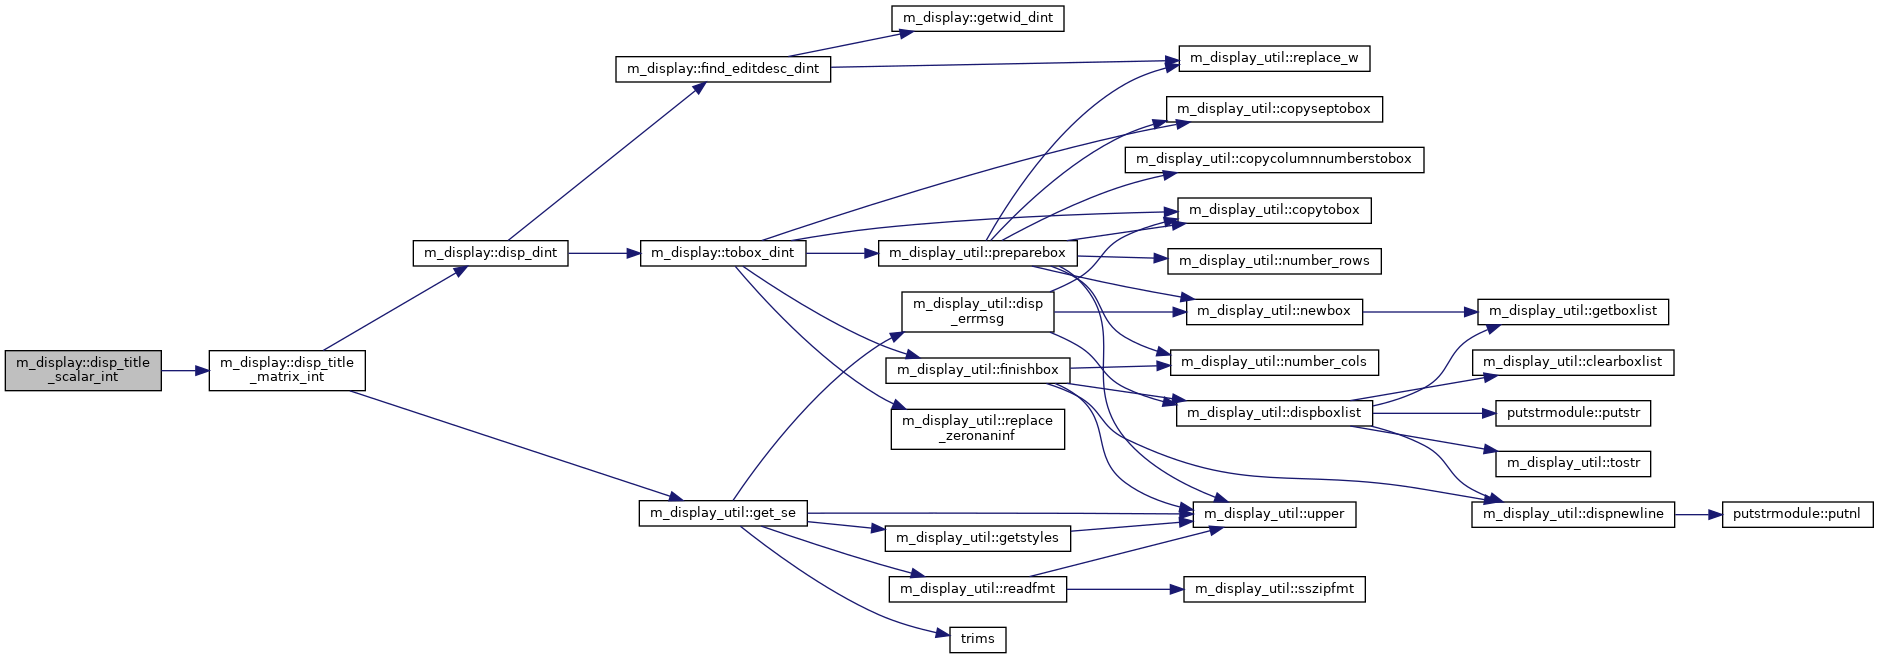 m_display::disp_title
_scalar_int
m_display::disp_title
_matrix_int
m_display::disp_dint
m_display_util::get_se
m_display::find_editdesc_dint
m_display::tobox_dint
m_display::getwid_dint
m_display_util::preparebox
m_display_util::disp
_errmsg
m_display_util::finishbox
m_display_util::replace
_zeronaninf
m_display_util::getstyles
m_display_util::readfmt
trims
m_display_util::replace_w
m_display_util::copyseptobox
m_display_util::copycolumnnumberstobox
m_display_util::copytobox
m_display_util::number_rows
m_display_util::newbox
m_display_util::number_cols
m_display_util::dispboxlist
m_display_util::upper
m_display_util::sszipfmt
m_display_util::getboxlist
m_display_util::clearboxlist
putstrmodule::putstr
m_display_util::tostr
m_display_util::dispnewline
putstrmodule::putnl